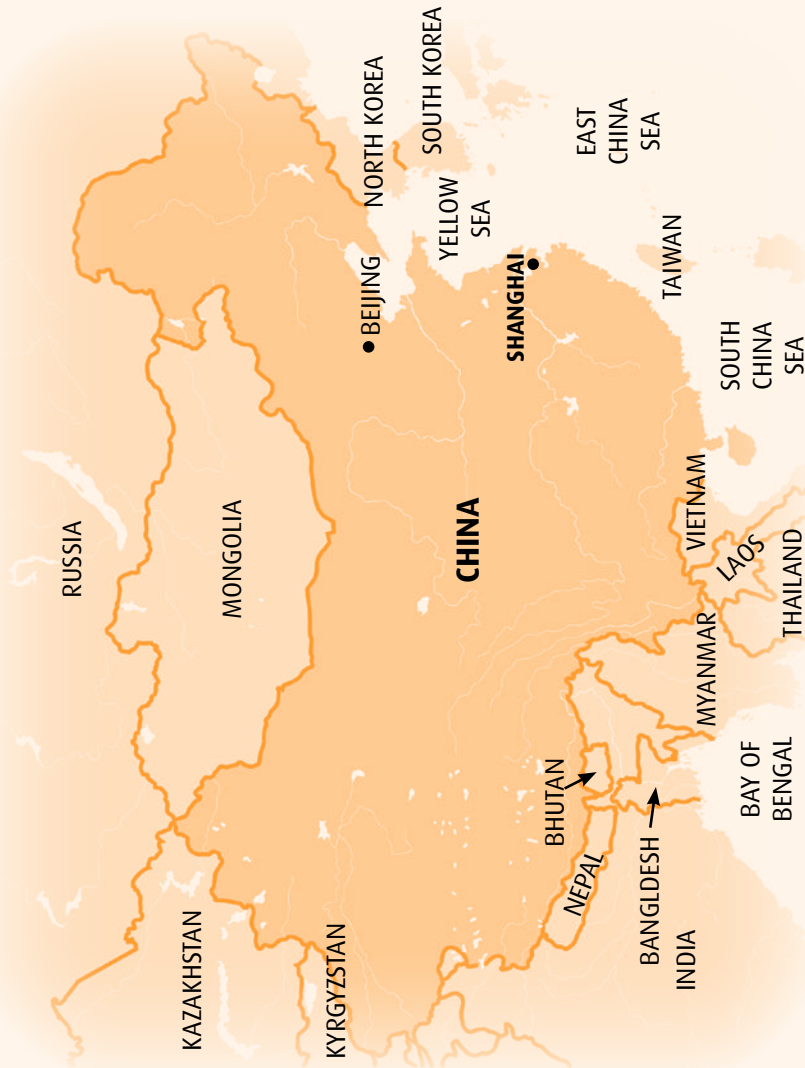 RUSSIA
MONGOLIA
KAZAKHSTAN
KYRGYZSTAN
CHINA
BEIJING
NORTH KOREA
SOUTH KOREA
YELLOW
SEA
SHANGHAI
EAST
CHINA
SEA
TAIWAN
SOUTH
CHINA
SEA
VIETNAM
LAOS
THAILAND
MYANMAR
BHUTAN
NEPAL
BANGLDESH
INDIA
BAY OF
BENGAL